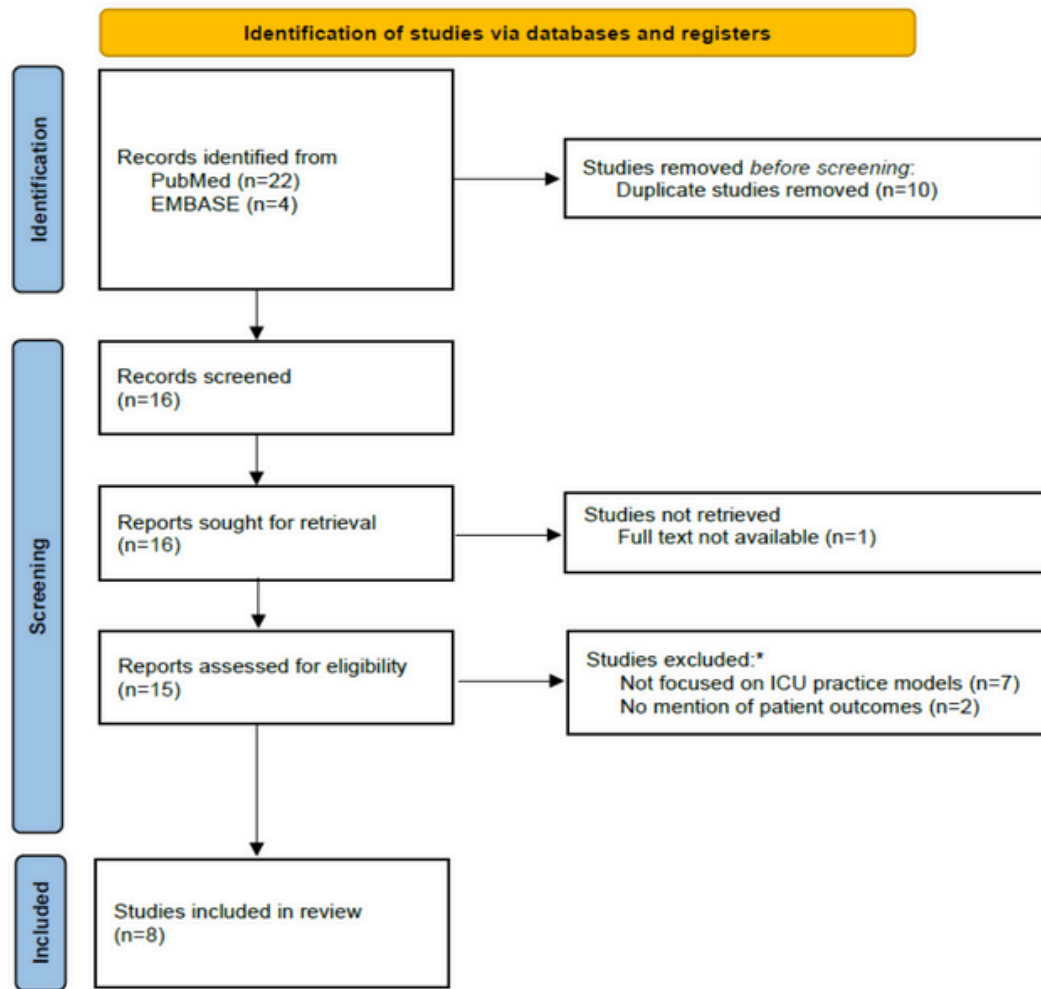 Identification of studies via databases and registers
Identification
Records identified from
PubMed (n=22)
EMBASE (n=4)
Studies removed before screening:
Duplicate studies removed (n=10)
Screening
Records screened
(n=16)
Reports sought for retrieval
(n=16)
Studies not retrieved
Full text not available (n=1)
Reports assessed for eligibility
(n=15)
Studies excluded:*
Not focused on ICU practice models (n=7)
No mention of patient outcomes (n=2)
Included
Studies included in review
(n=8)